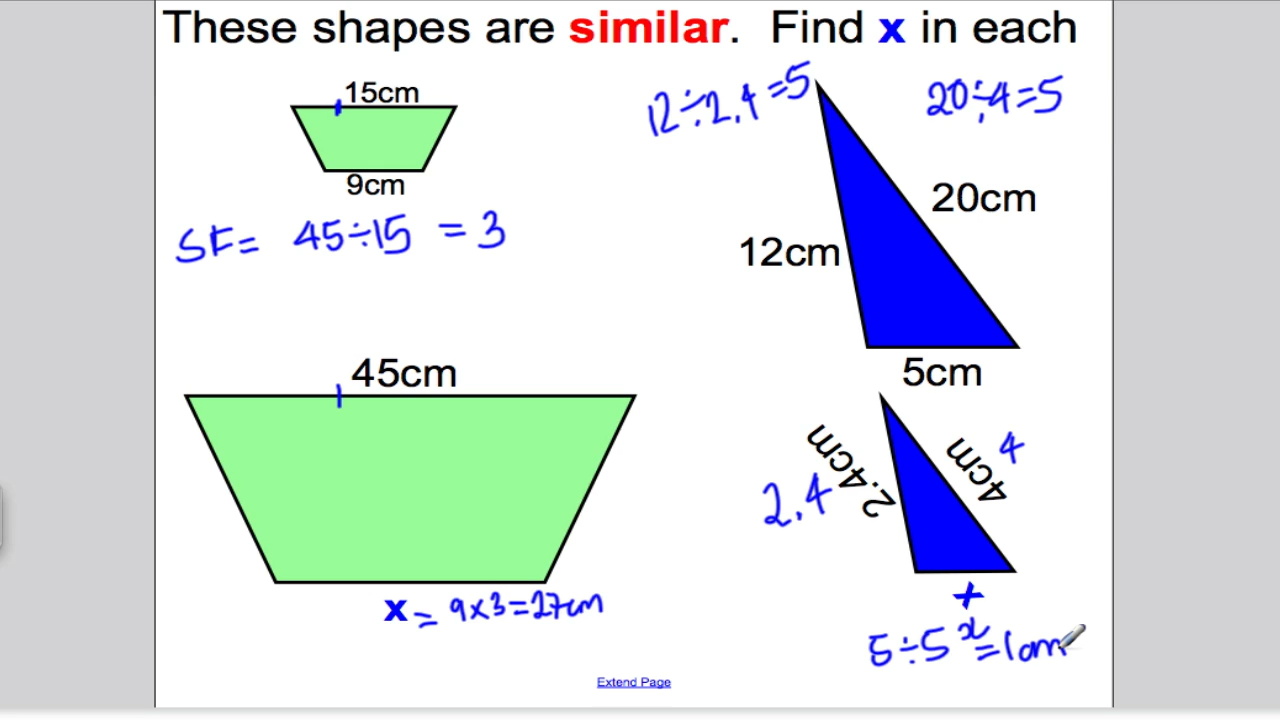 These shapes are similar. Find x in each
15cm
9cm
SF= 45÷15 = 3
45cm
x = 9x3=27cm
12÷2.4=5
20÷4=5
20cm
12cm
5cm
2.4cm
2.4
4cm
4
x
5÷5 x=1cm
Extend Page